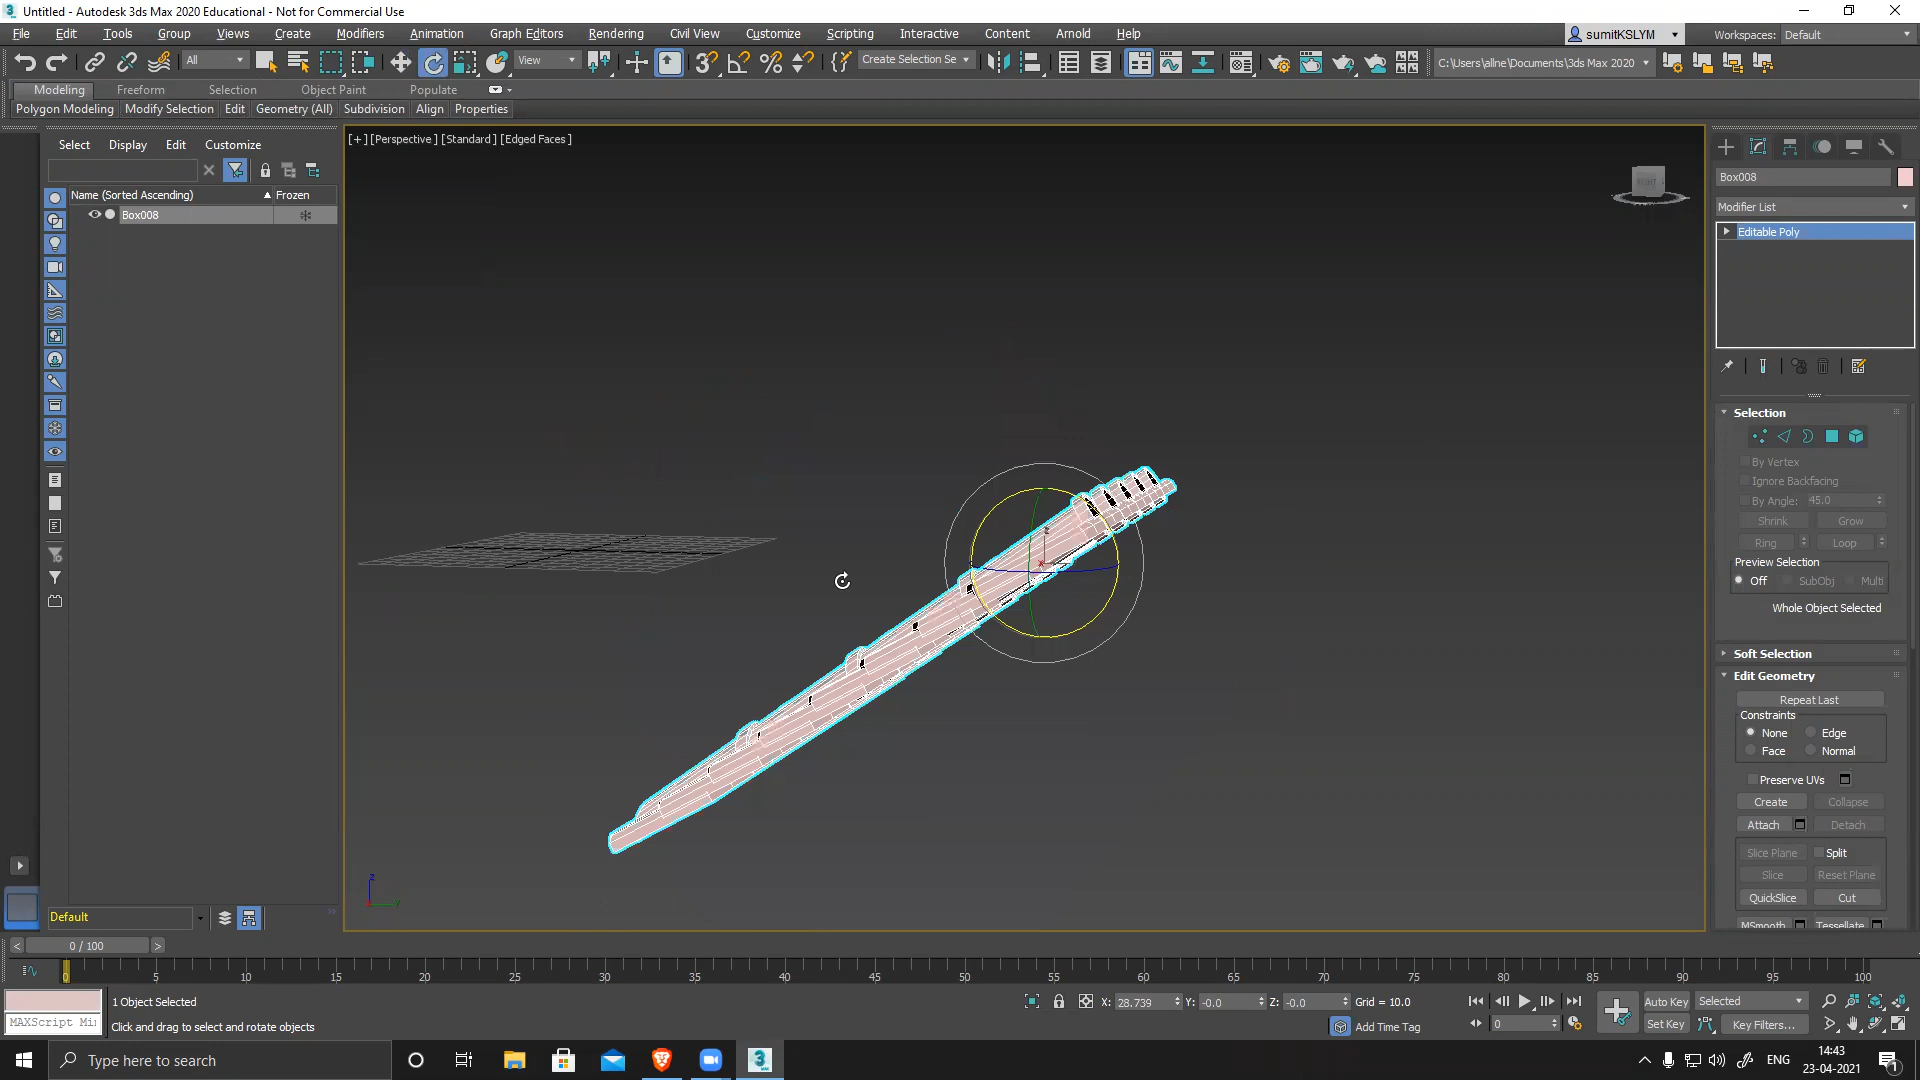 Untitled - Autodesk 3ds Max 2020 Educational - Not for Commercial Use
File Edit Tools Group Views Create Modifiers Animation Graph Editors Rendering Civil View Customize Scripting Interactive Content Arnold Help sumitKSLYM Workspaces: Default
All View Create Selection Se C:\Users\allne\Documents\3ds Max 2020
Modeling Freeform Selection Object Paint Populate
Polygon Modeling Modify Selection Edit Geometry (All) Subdivision Align Properties
Select Display Edit Customize
[+] [Perspective] [Standard] [Edged Faces]
Name (Sorted Ascending) Frozen
Box008
Box008
Modifier List
Editable Poly
Selection
By Vertex
Ignore Backfacing
By Angle: 45.0
Shrink Grow
Ring Loop
Preview Selection
Off SubObj Multi
Whole Object Selected
Soft Selection
Edit Geometry
Repeat Last
Constraints
None Edge
Face Normal
Preserve UVs
Create Collapse
Attach Detach
Slice Plane Split
Slice Reset Plane
QuickSlice Cut
MSmooth Tessellate
z
y
Default
< 0 / 100 >
0 5 10 15 20 25 30 35 40 45 50 55 60 65 70 75 80 85 90 95 100
1 Object Selected X: 28.739 Y: -0.0 Z: -0.0 Grid = 10.0 Auto Key Selected
MAXScript Mi Click and drag to select and rotate objects Add Time Tag 0 Set Key Key Filters...
Type here to search ENG 14:43
23-04-2021